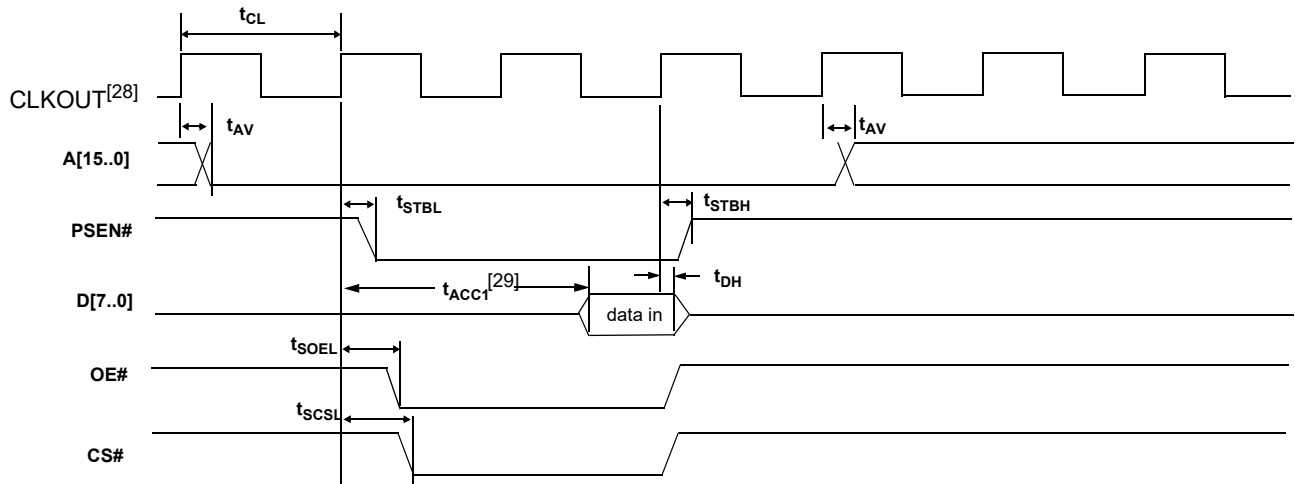 tCL
CLKOUT[28]
tAV
tAV
A[15..0]
tSTBL
tSTBH
PSEN#
tDH
tACC1[29]
D[7..0]
data in
tSOEL
OE#
tSCSL
CS#